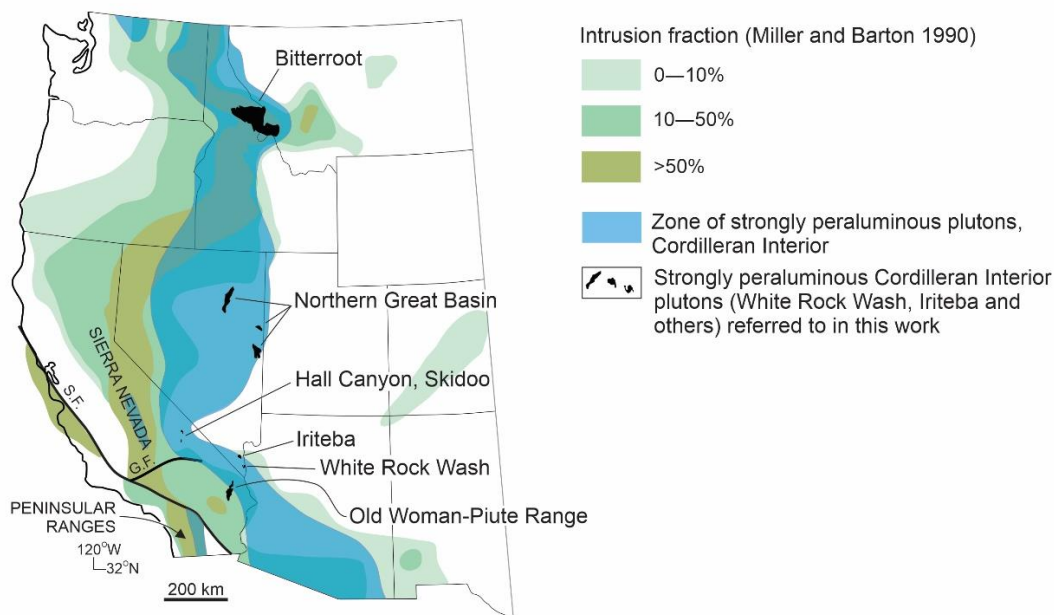 Bitterroot
Northern Great Basin
Hall Canyon, Skidoo
Iriteba
White Rock Wash
Old Woman-Piute Range
SIERRA NEVADA
S.F.
G.F.
PENINSULAR
RANGES
120°W
32°N
200 km
Intrusion fraction (Miller and Barton 1990)
0—10%
10—50%
>50%
Zone of strongly peraluminous plutons,
Cordilleran Interior
Strongly peraluminous Cordilleran Interior
plutons (White Rock Wash, Iriteba and
others) referred to in this work